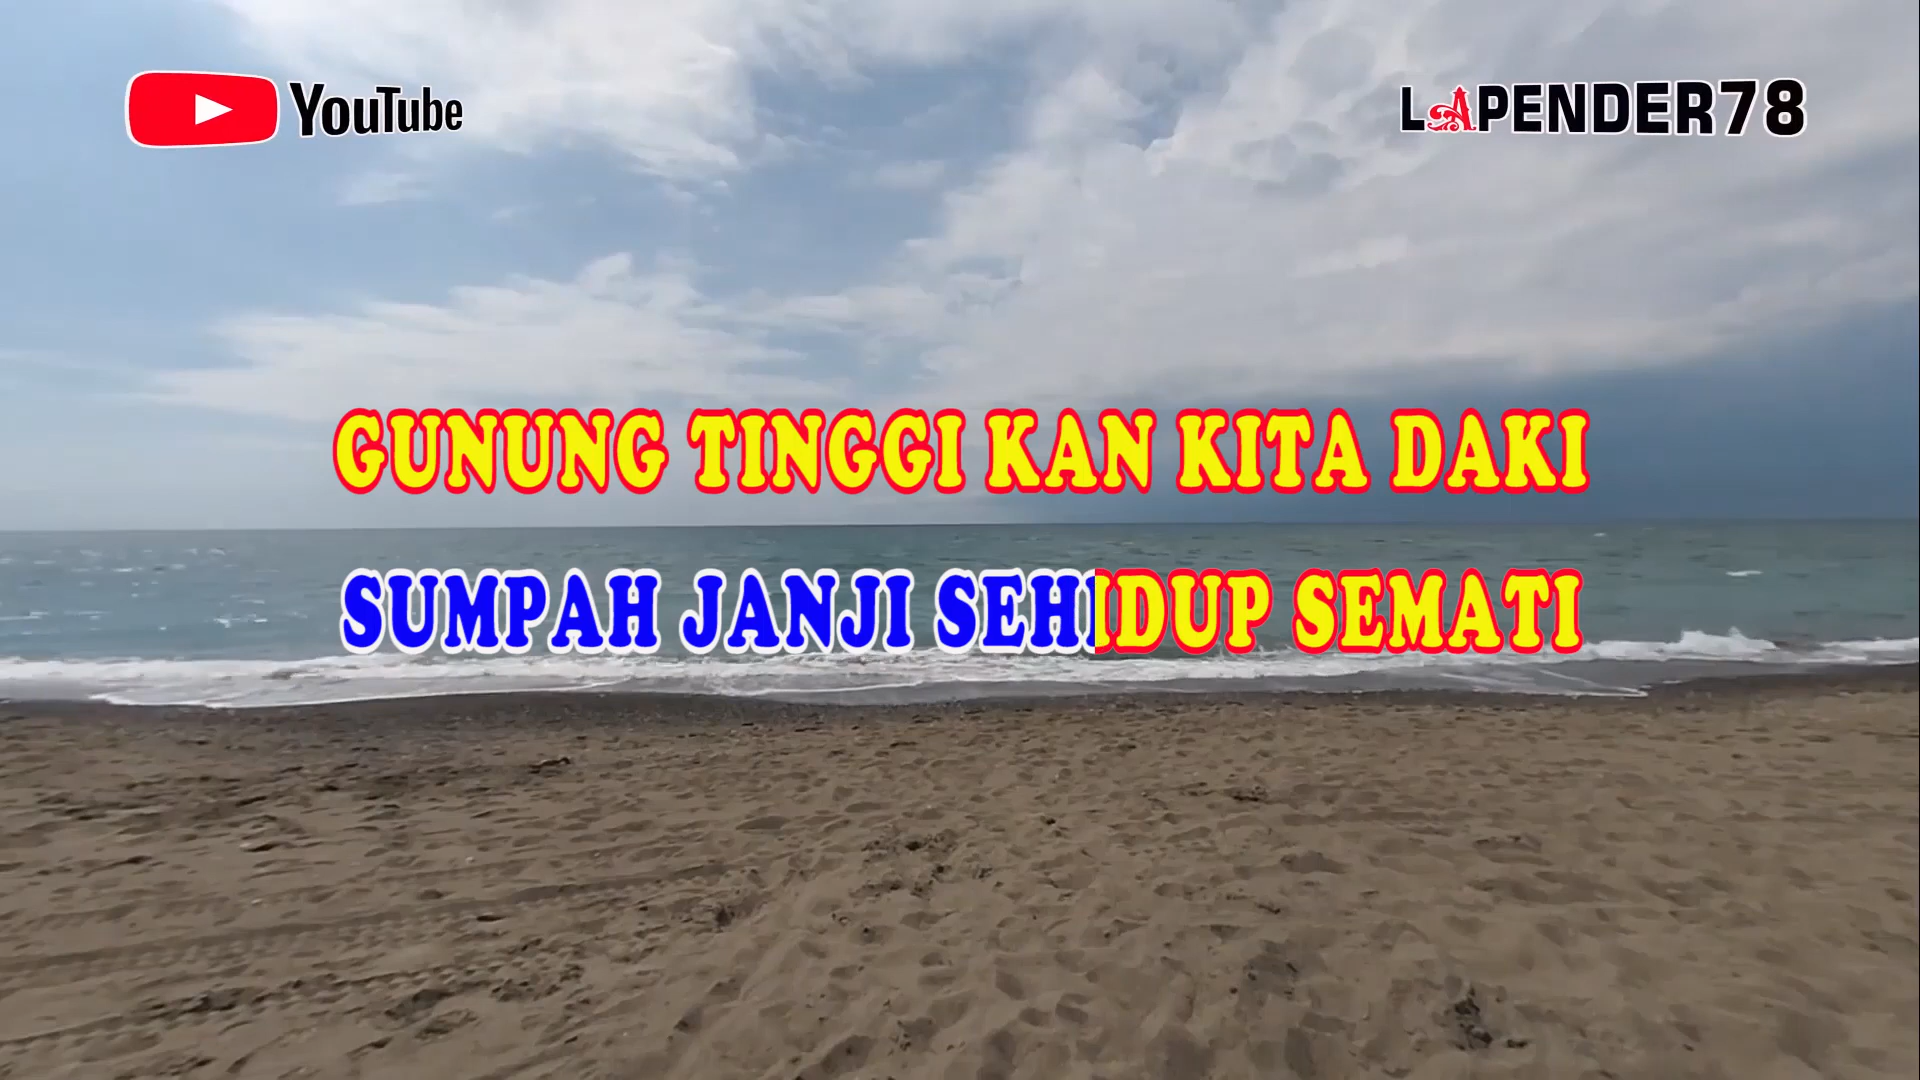 YouTube
LAPENDER78
GUNUNG TINGGI KAN KITA DAKI
SUMPAH JANJI SEHIDUP SEMATI